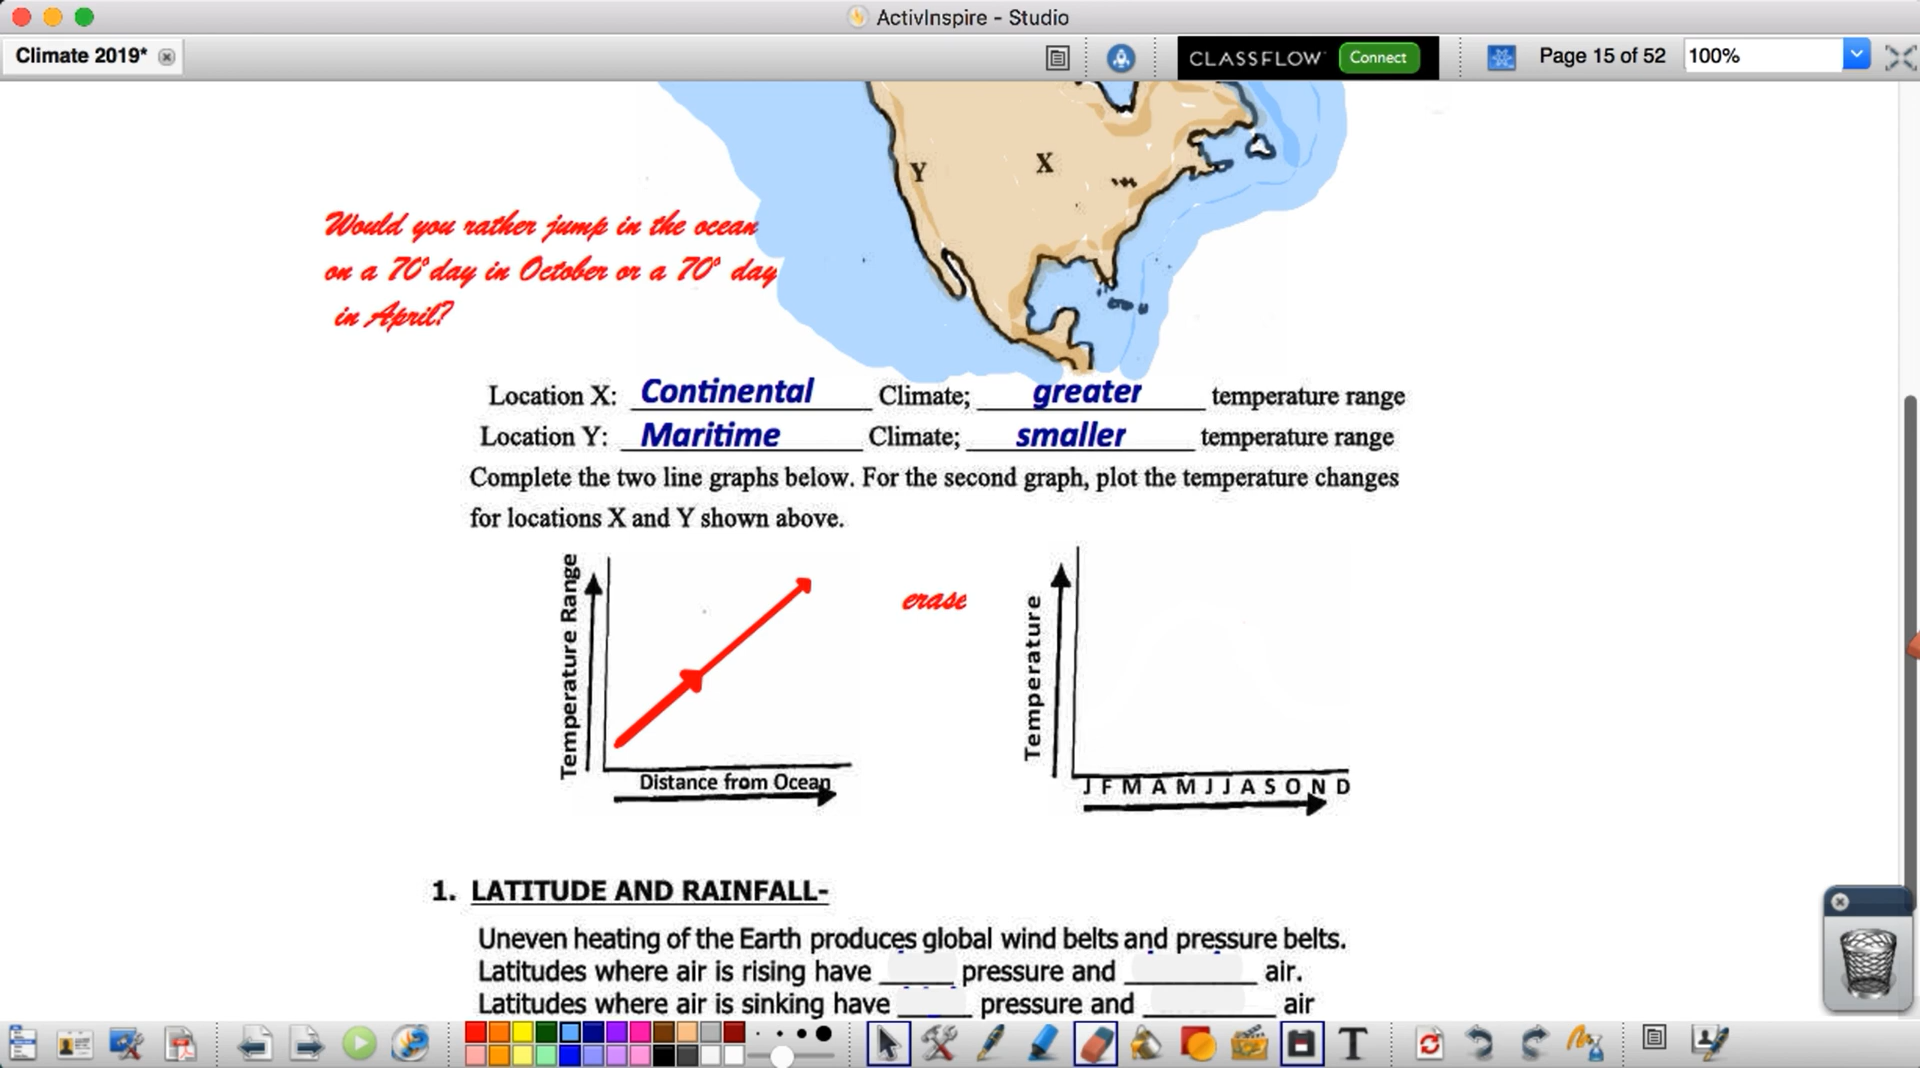 ActivInspire - Studio
Climate 2019*
CLASSFLOW Connect Page 15 of 52 100%
Y X
Would you rather jump in the ocean
on a 70° day in October or a 70° day
in April?
Location X: Continental Climate; greater temperature range
Location Y: Maritime Climate; smaller temperature range
Complete the two line graphs below. For the second graph, plot the temperature changes
for locations X and Y shown above.
Temperature Range
Distance from Ocean
erase
Temperature
J F M A M J J A S O N D
1. LATITUDE AND RAINFALL-
Uneven heating of the Earth produces global wind belts and pressure belts.
Latitudes where air is rising have ______ pressure and ______ air.
Latitudes where air is sinking have ______ pressure and ______ air
T